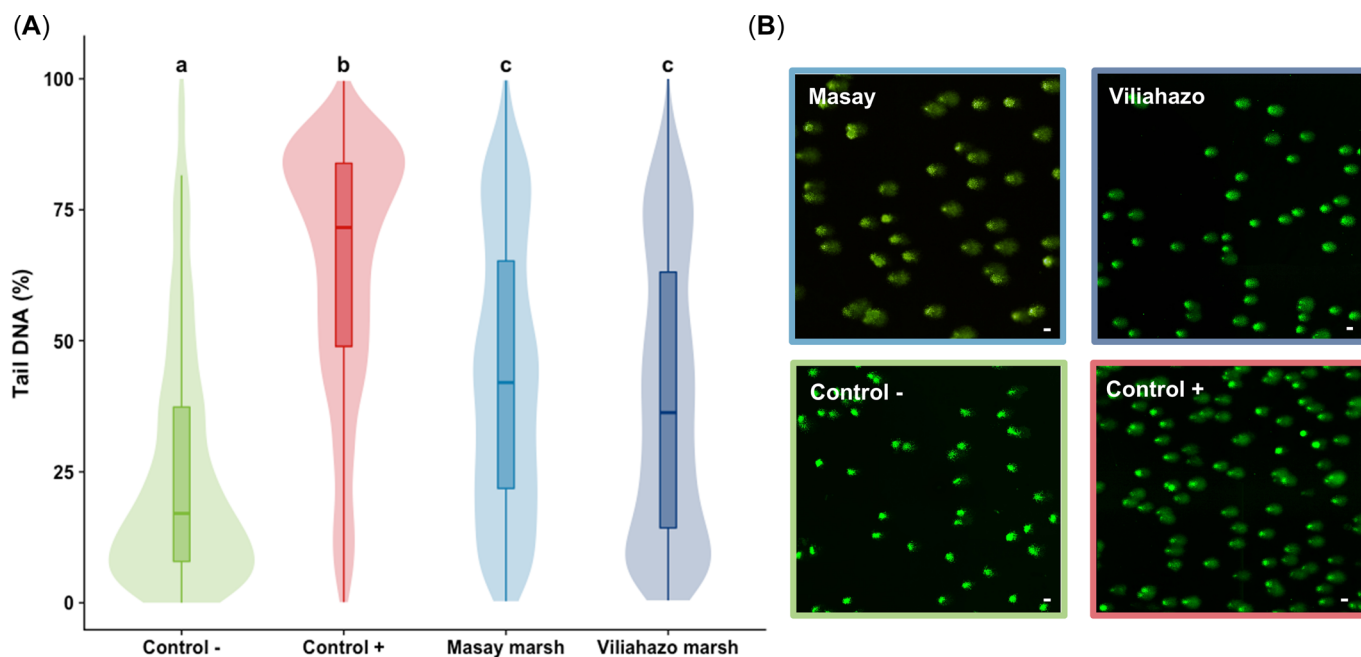 (A)
a b c c
100
75
50
25
0
Tail DNA (%)
Control - Control + Masay marsh Viliahazo marsh
(B)
Masay
Viliahazo
Control -
Control +